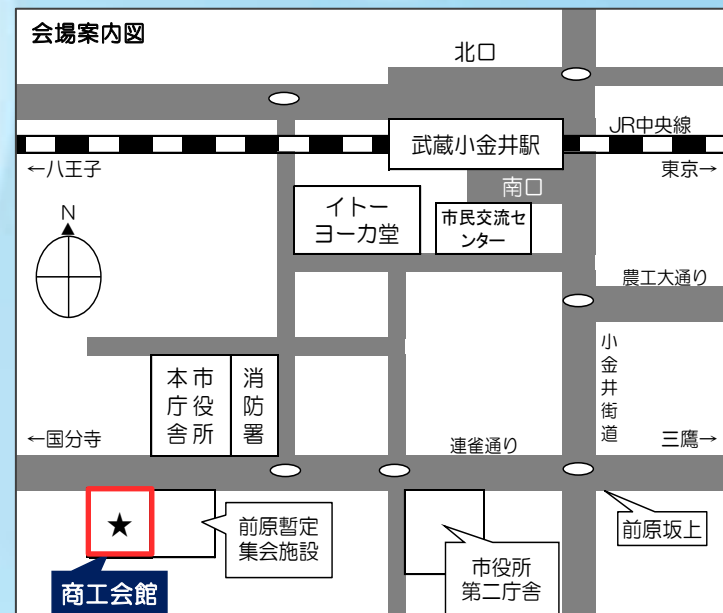 会場案内図
北口
JR中央線
武蔵小金井駅
←八王子
東京→
南口
イトー
ヨーカ堂
市民交流セ
ンター
N
農工大通り
小金井街道
市役所
本庁舎
消防署
←国分寺
連雀通り
三鷹→
★
前原暫定
集会施設
前原坂上
市役所
第二庁舎
商工会館